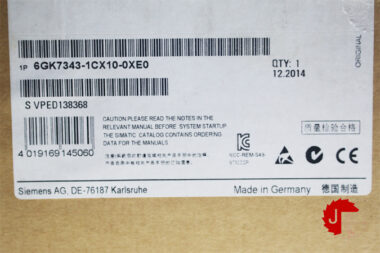 1P 6GK7343-1CX10-0XE0
QTY: 1
12.2014
ORIGINAL
S VPED138368
CAUTION PLEASE READ THE NOTES IN THE
RELEVANT MANUAL BEFORE SYSTEM STARTUP
THE SIMATIC CATALOG CONTAINS ORDERING
DATA FOR THE MANUALS
质量检验合格
4 019169 145060
Siemens AG, DE-76187 Karlsruhe
Made in Germany 德国制造
J